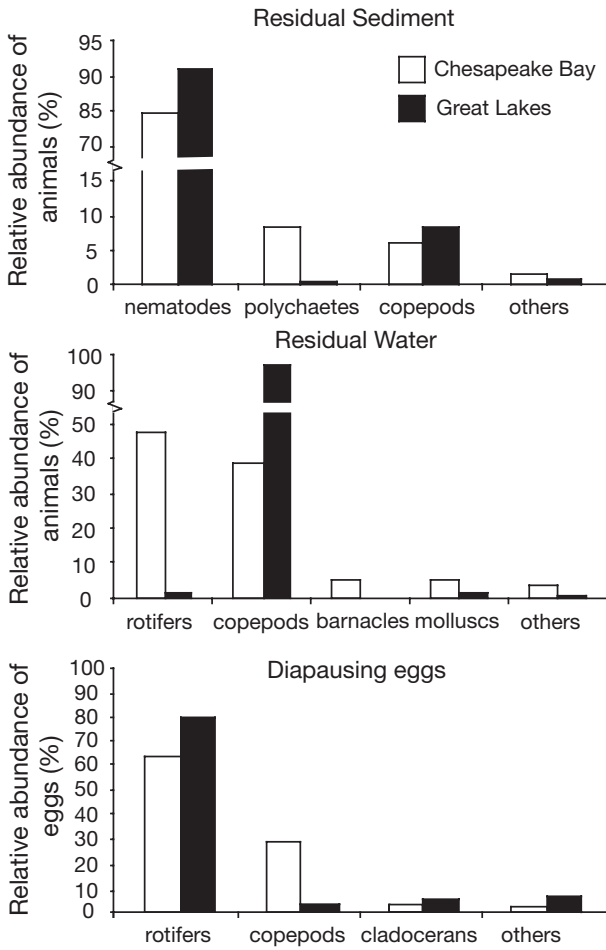 Residual Sediment
Relative abundance of
animals (%)
95
90
85
70
15
10
5
0
Chesapeake Bay
Great Lakes
nematodes polychaetes copepods others
Residual Water
Relative abundance of
animals (%)
100
90
50
40
30
20
10
0
rotifers copepods barnacles molluscs others
Diapausing eggs
Relative abundance of
eggs (%)
100
90
80
70
60
50
40
30
20
10
0
rotifers copepods cladocerans others